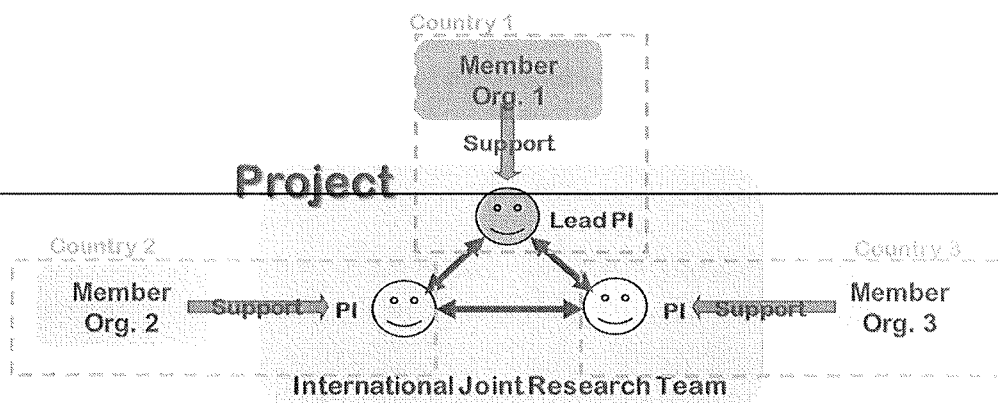 Country 1
Member
Org. 1
Support
Project
Lead PI
Country 2
Country 3
Member
Org. 2
Support
PI
PI
Support
Member
Org. 3
International Joint Research Team